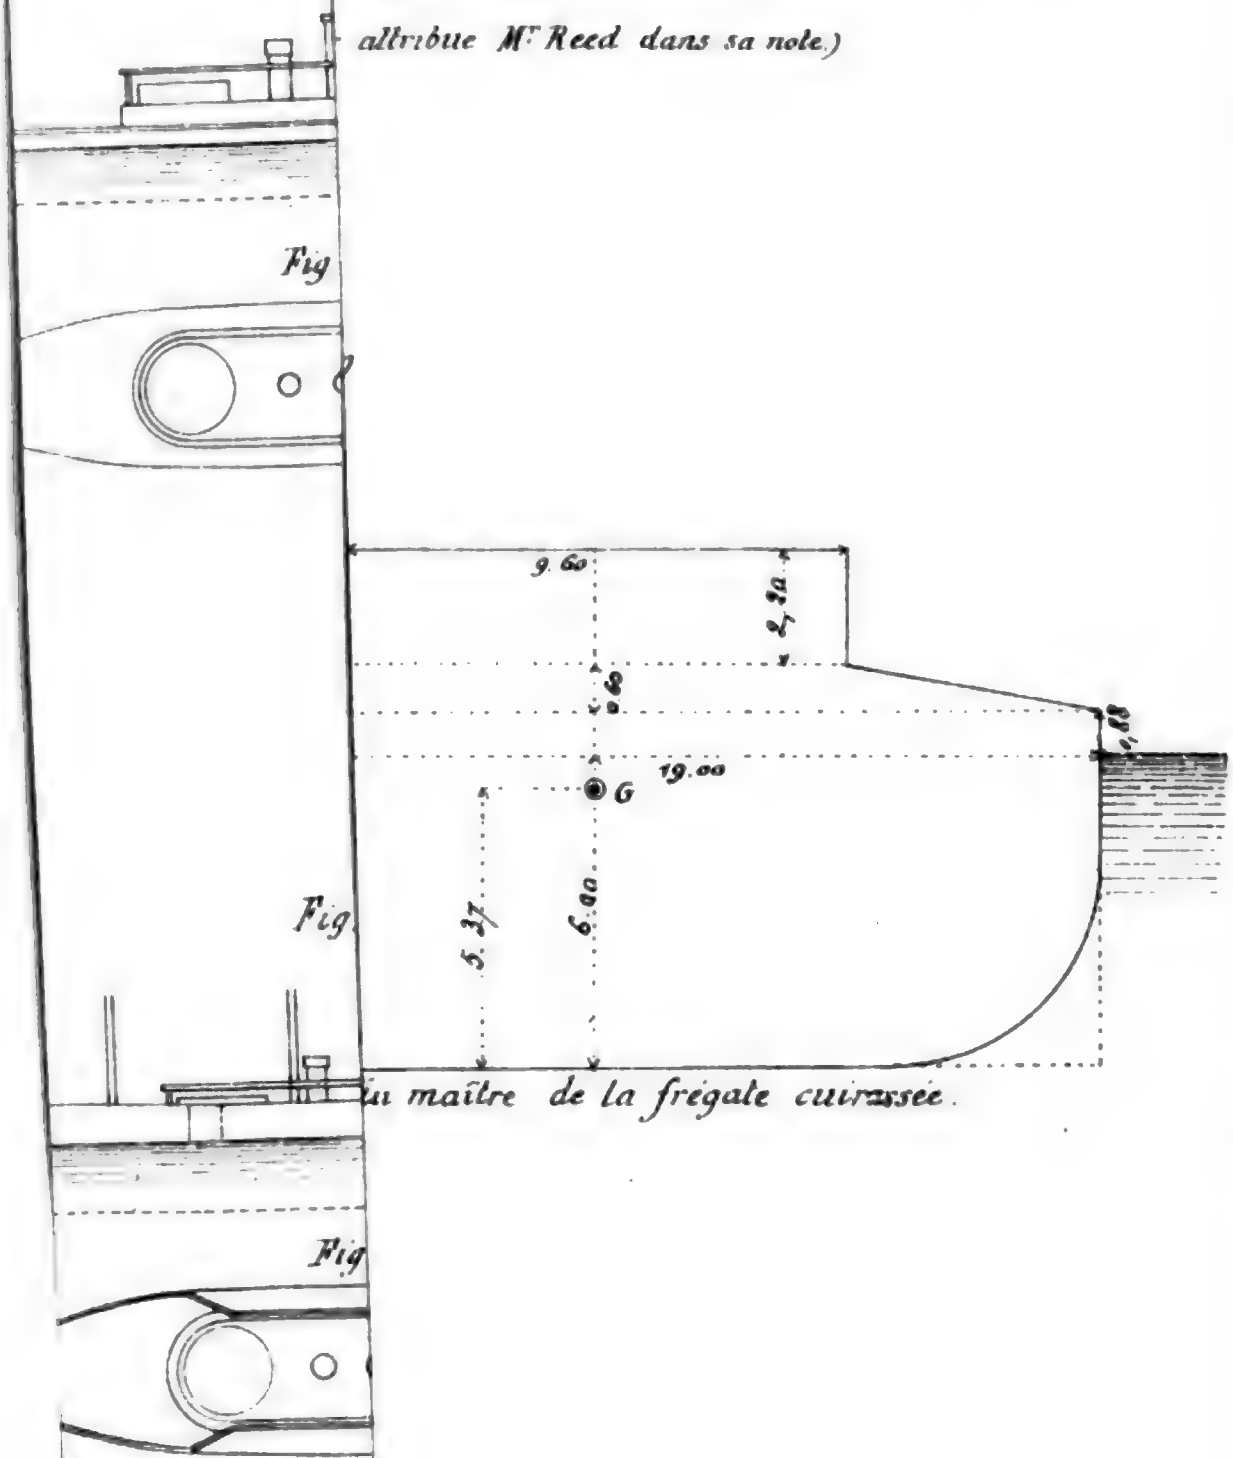 attribue Mr Reed dans sa note.)
Fig
9.60
2,20
0.60
0,88
19.00
G
5.37
6.00
Fig.
maître de la frégate cuirassée.
Fig